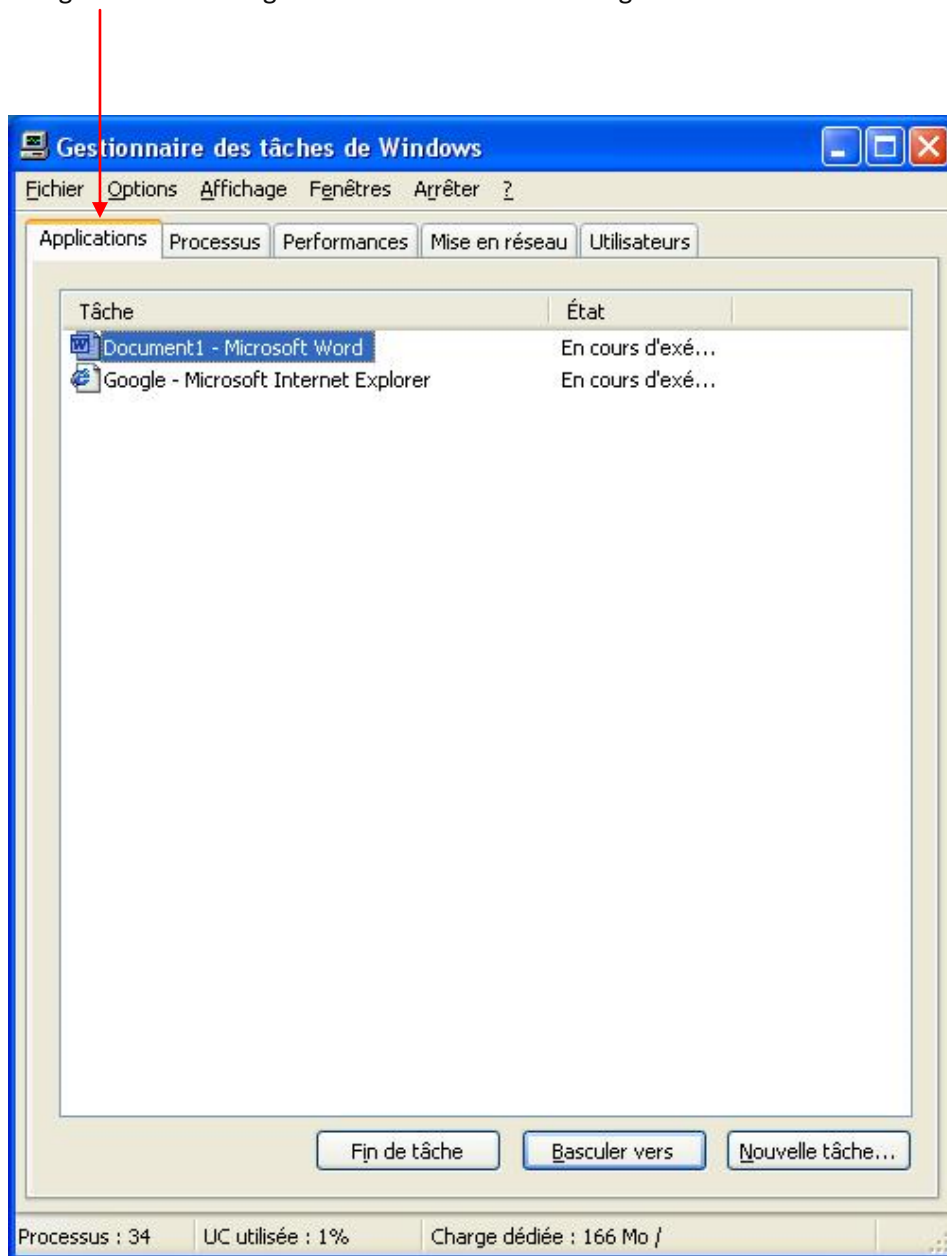 Gestionnaire des tâches de Windows
Fichier Options Affichage Fenêtres Arrêter ?
Applications Processus Performances Mise en réseau Utilisateurs
Tâche État
Document1 - Microsoft Word En cours d'exé...
Google - Microsoft Internet Explorer En cours d'exé...
Fin de tâche Basculer vers Nouvelle tâche...
Processus : 34 UC utilisée : 1% Charge dédiée : 166 Mo /